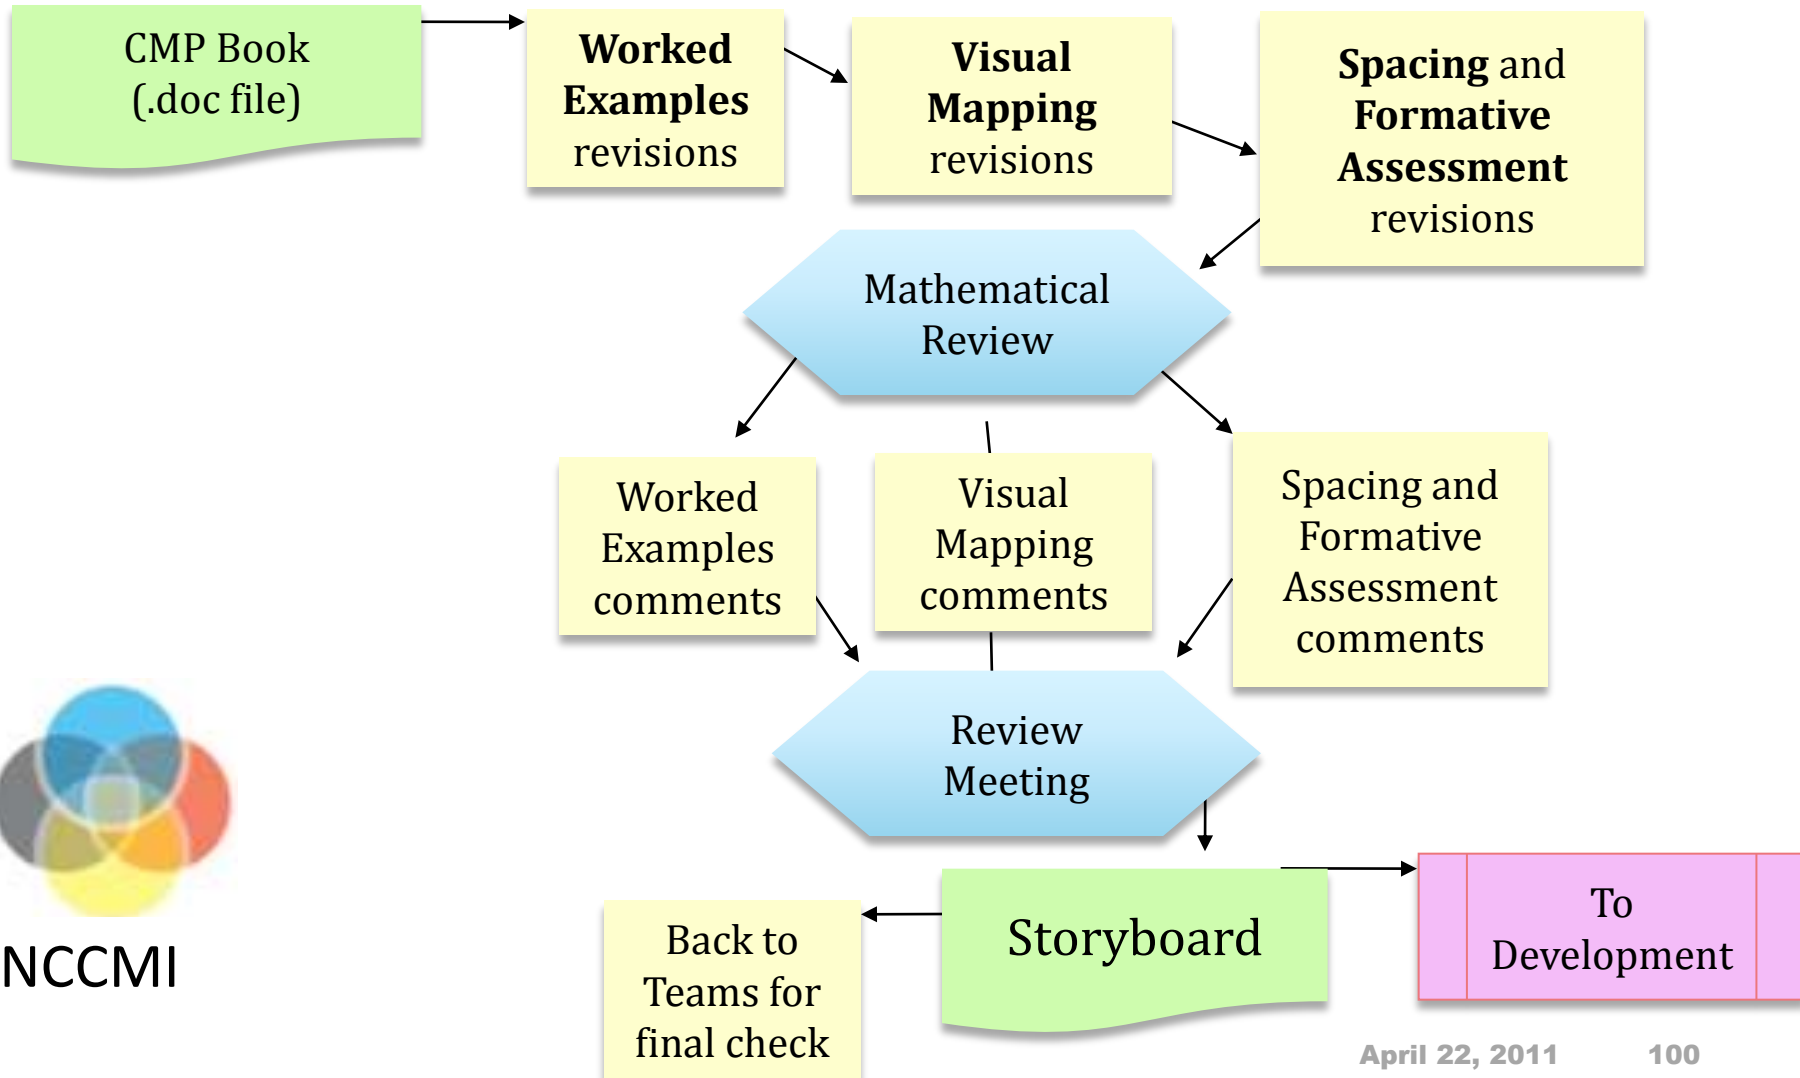 CMP Book
(.doc file)
Worked
Examples
revisions
Visual
Mapping
revisions
Spacing and
Formative
Assessment
revisions
Mathematical
Review
Worked
Examples
comments
Visual
Mapping
comments
Spacing and
Formative
Assessment
comments
Review
Meeting
Storyboard
To
Development
Back to
Teams for
final check
NCCMI
April 22, 2011 100